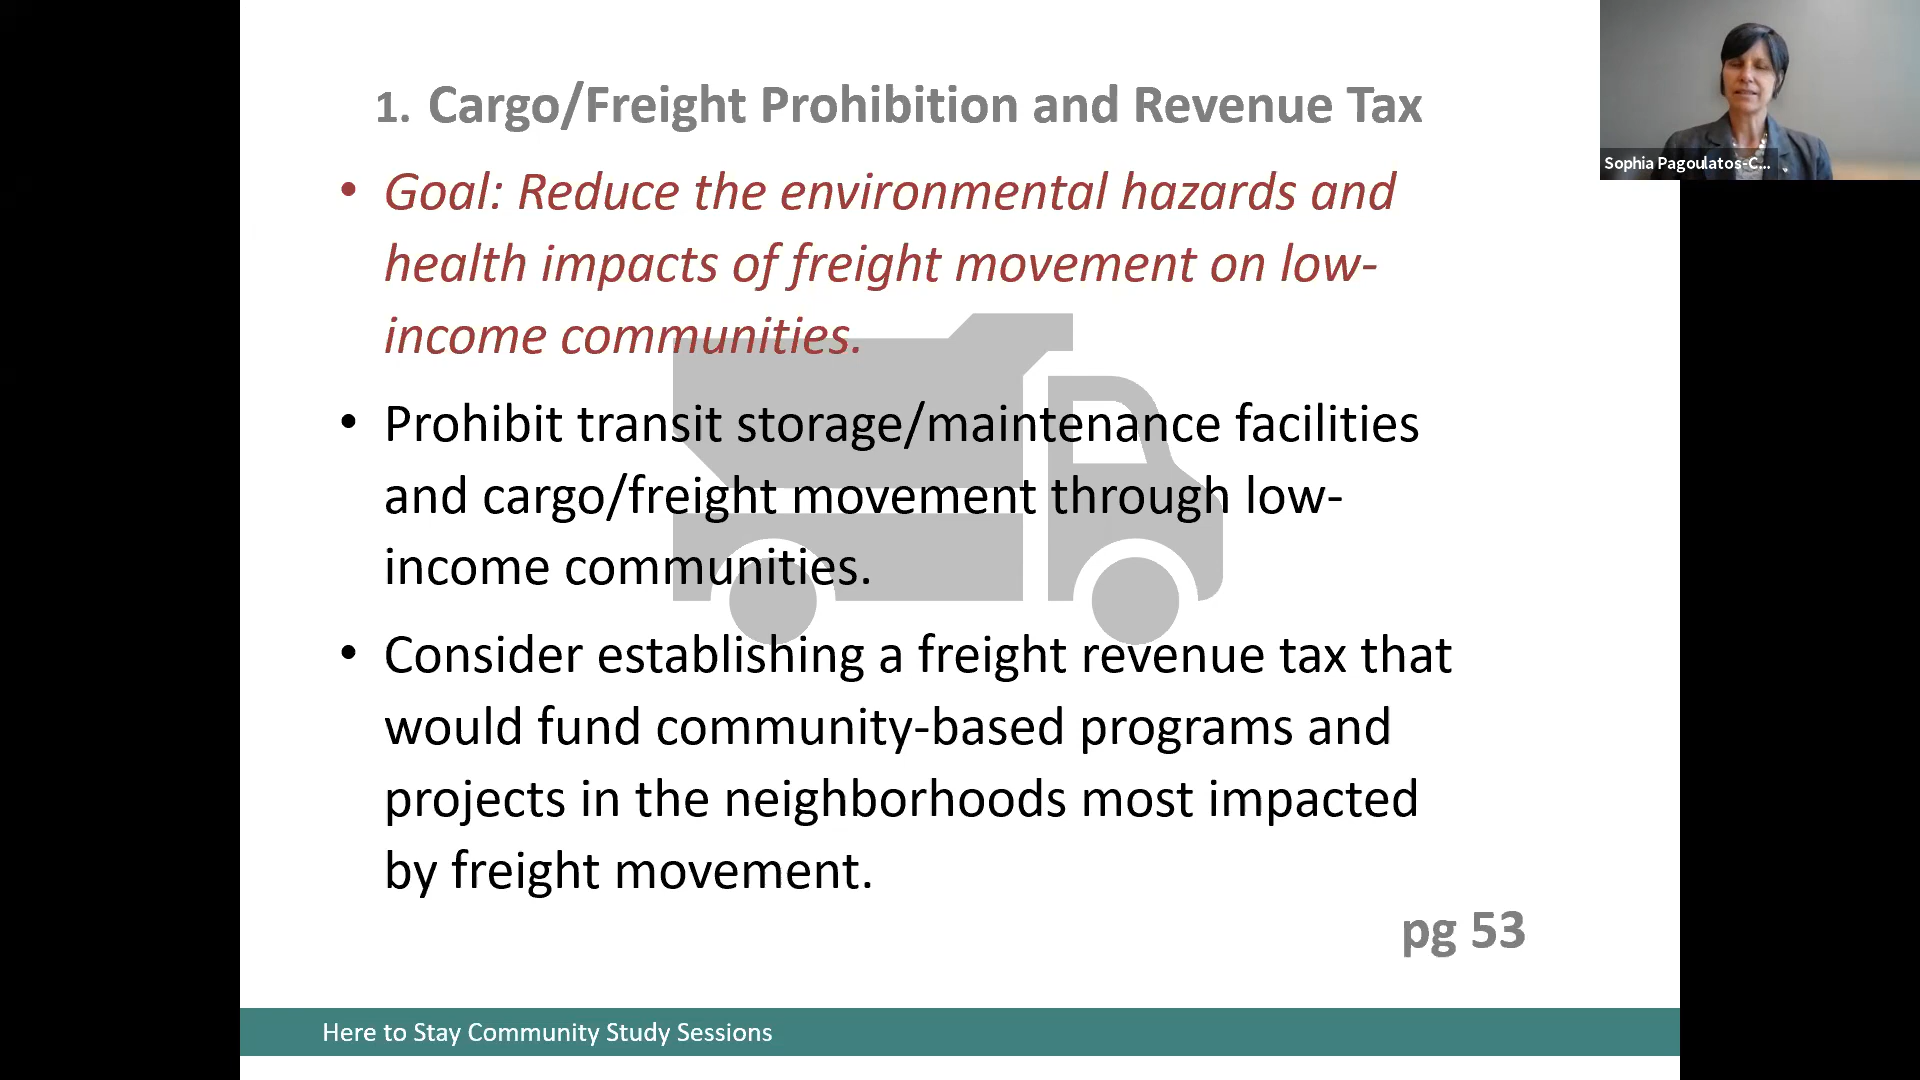 1. Cargo/Freight Prohibition and Revenue Tax
• Goal: Reduce the environmental hazards and
health impacts of freight movement on low-
income communities.
• Prohibit transit storage/maintenance facilities
and cargo/freight movement through low-
income communities.
• Consider establishing a freight revenue tax that
would fund community-based programs and
projects in the neighborhoods most impacted
by freight movement.
pg 53
Here to Stay Community Study Sessions
Sophia Pagoulatos-C...